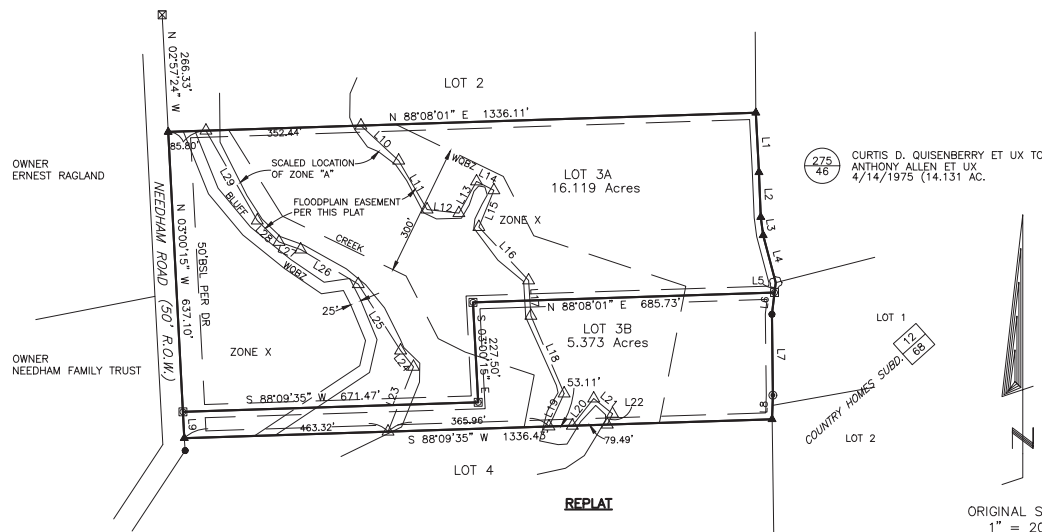 LOT 2
266.33'
N 02°57'24" W
N 88°08'01" E 1336.11'
352.44'
85.80'
OWNER
ERNEST RAGLAND
SCALED LOCATION
OF ZONE "A"
FLOODPLAIN EASEMENT
PER THIS PLAT
L10
L11
L12
L13
L14
L15
WQBZ
LOT 3A
16.119 Acres
ZONE X
275
46
CURTIS D. QUISENBERRY ET UX TO
ANTHONY ALLEN ET UX
4/14/1975 (14.131 AC.
L1
L2
L3
L4
L5
L29
BLUFF
L28
L27
L26
WQBZ
CREEK
300'
L16
L17
NEEDHAM ROAD (50' R.O.W.)
N 03°00'15" W 637.10'
50'BSL PER DR
25'
L25
L24
L23
ZONE X
N 88°08'01" E 685.73'
LOT 3B
5.373 Acres
S 03°00'15" E
227.50'
L6
L7
L8
L18
L19
53.11'
L20
L21
L22
LOT 1
12
68
COUNTRY HOMES SUBD.
LOT 2
OWNER
NEEDHAM FAMILY TRUST
S 88°09'35" W 671.47'
L9
463.32'
365.96'
S 88°09'35" W 1336.43'
79.49'
LOT 4
REPLAT
N
ORIGINAL S
1" = 20